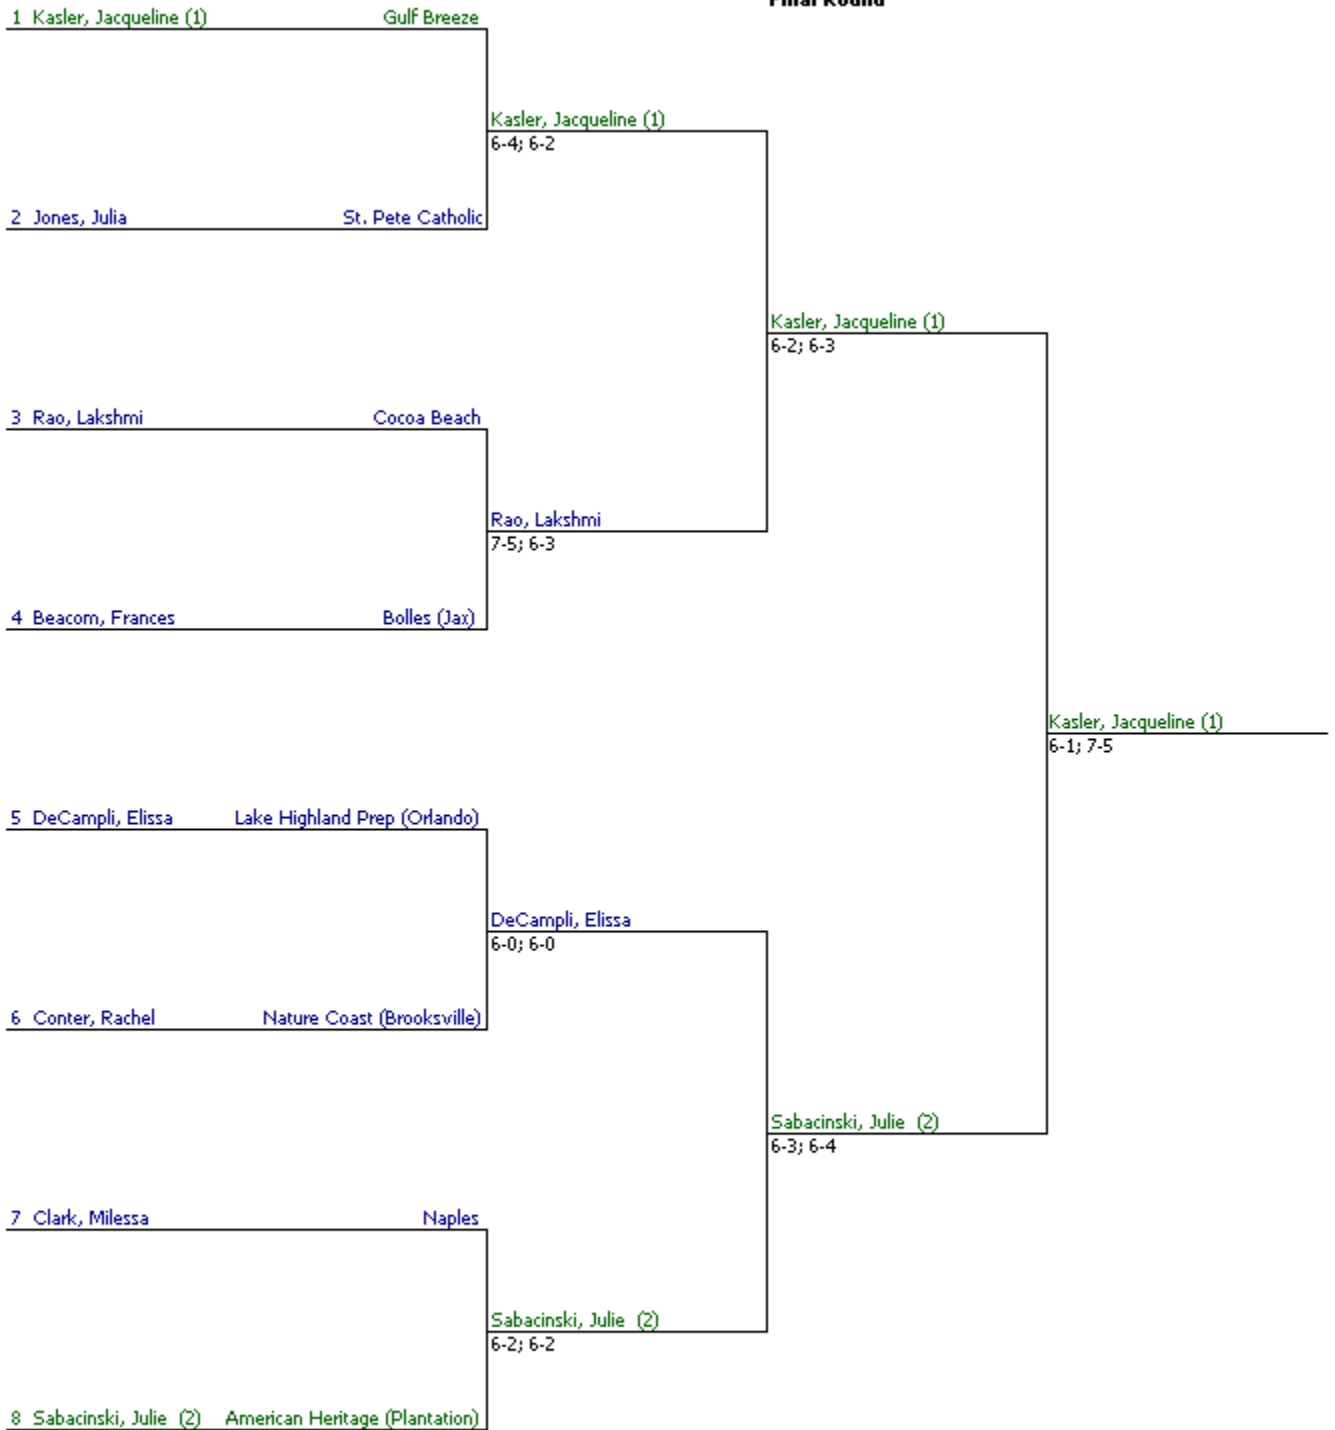 Final Round
1 Kasler, Jacqueline (1) Gulf Breeze
Kasler, Jacqueline (1)
6-4; 6-2
2 Jones, Julia St. Pete Catholic
Kasler, Jacqueline (1)
6-2; 6-3
3 Rao, Lakshmi Cocoa Beach
Rao, Lakshmi
7-5; 6-3
4 Beacom, Frances Bolles (Jax)
Kasler, Jacqueline (1)
6-1; 7-5
5 DeCampli, Elissa Lake Highland Prep (Orlando)
DeCampli, Elissa
6-0; 6-0
6 Conter, Rachel Nature Coast (Brooksville)
Sabacinski, Julie (2)
6-3; 6-4
7 Clark, Milessa Naples
Sabacinski, Julie (2)
6-2; 6-2
8 Sabacinski, Julie (2) American Heritage (Plantation)